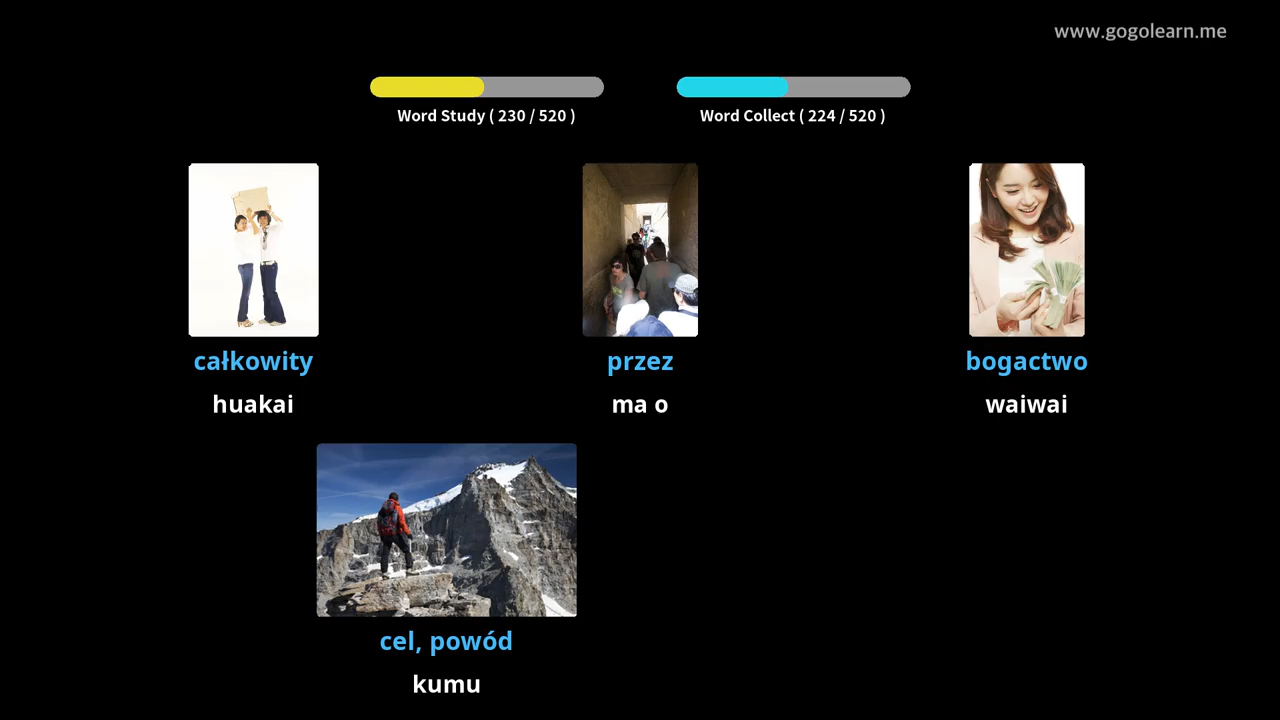 www.gogolearn.me
Word Study ( 230 / 520 )
Word Collect ( 224 / 520 )
całkowity
przez
bogactwo
huakai
ma o
waiwai
cel, powód
kumu